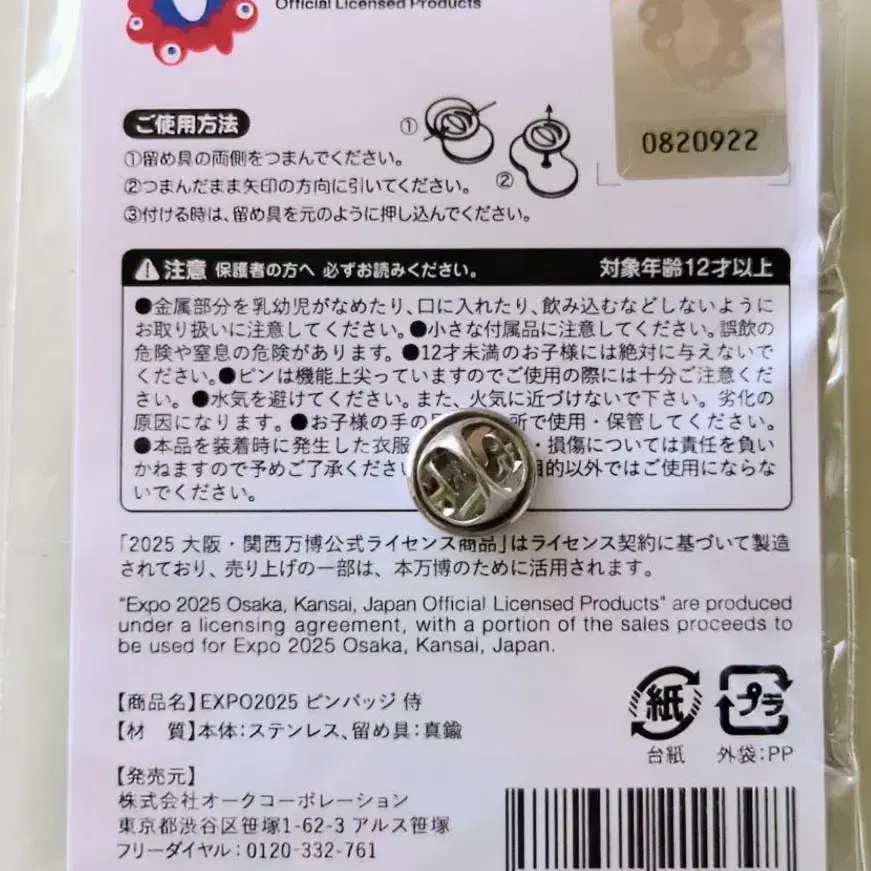 Official Licensed Products
0820922
ご使用方法
①
②
①留め具の両側をつまんでください。
②つまんだまま矢印の方向に引いてください。
③付ける時は、留め具を元のように押し込んでください。
注意 保護者の方へ 必ずお読みください。 対象年齢12才以上
●金属部分を乳幼児がなめたり、口に入れたり、飲み込むなどしないように
お取り扱いに注意してください。●小さな付属品に注意してください。誤飲の
危険や窒息の危険があります。●12才未満のお子様には絶対に与えないで
ください。●ピンは機能上尖っていますのでご使用の際には十分ご注意くだ
さい。●水気を避けてください。また、火気に近づけないで下さい。劣化の
原因になります。●お子様の手の 所で使用・保管してください。
●本品を装着時に発生した衣服 ・損傷については責任を負い
かねますので予めご了承くださ 目的以外ではご使用にならな
いでください。
「2025 大阪・関西万博公式ライセンス商品」はライセンス契約に基づいて製造
されており、売り上げの一部は、本万博のために活用されます。
"Expo 2025 Osaka, Kansai, Japan Official Licensed Products" are produced
under a licensing agreement, with a portion of the sales proceeds to
be used for Expo 2025 Osaka, Kansai, Japan.
【商品名】EXPO2025 ピンバッジ 侍
【材 質】本体:ステンレス、留め具:真鍮
紙
プラ
台紙 外袋:PP
【発売元】
株式会社オークコーポレーション
東京都渋谷区笹塚1-62-3 アルス笹塚
フリーダイヤル:0120-332-761